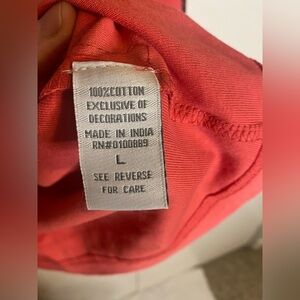 100%COTTON
EXCLUSIVE OF
DECORATIONS
MADE IN INDIA
RN#0100889
L
SEE REVERSE
FOR CARE